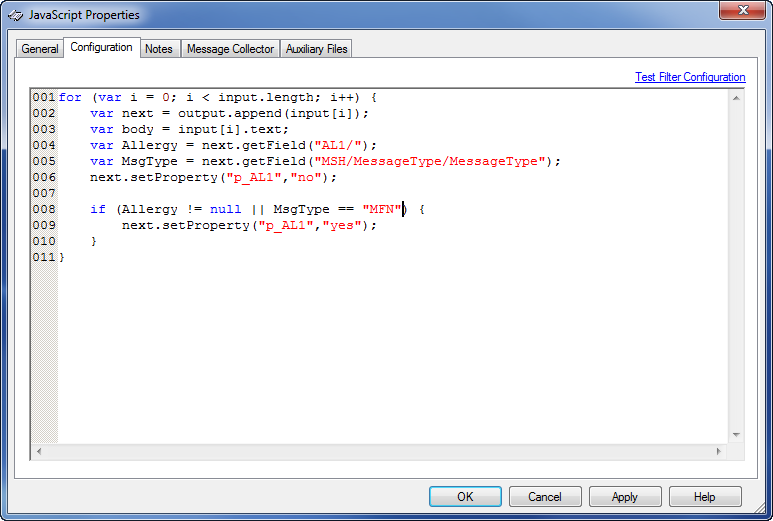 JavaScript Properties
General Configuration Notes Message Collector Auxiliary Files
Test Filter Configuration
001 for (var i = 0; i < input.length; i++) {
002     var next = output.append(input[i]);
003     var body = input[i].text;
004     var Allergy = next.getField("AL1/");
005     var MsgType = next.getField("MSH/MessageType/MessageType");
006     next.setProperty("p_AL1","no");
007
008     if (Allergy != null || MsgType == "MFN") {
009         next.setProperty("p_AL1","yes");
010     }
011 }
OK Cancel Apply Help